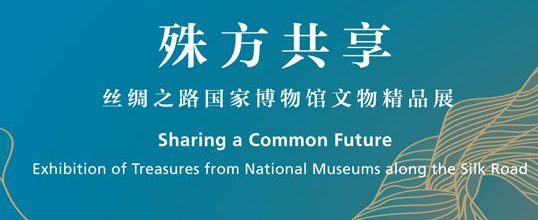 殊方共享
丝绸之路国家博物馆文物精品展
Sharing a Common Future
Exhibition of Treasures from National Museums along the Silk Road